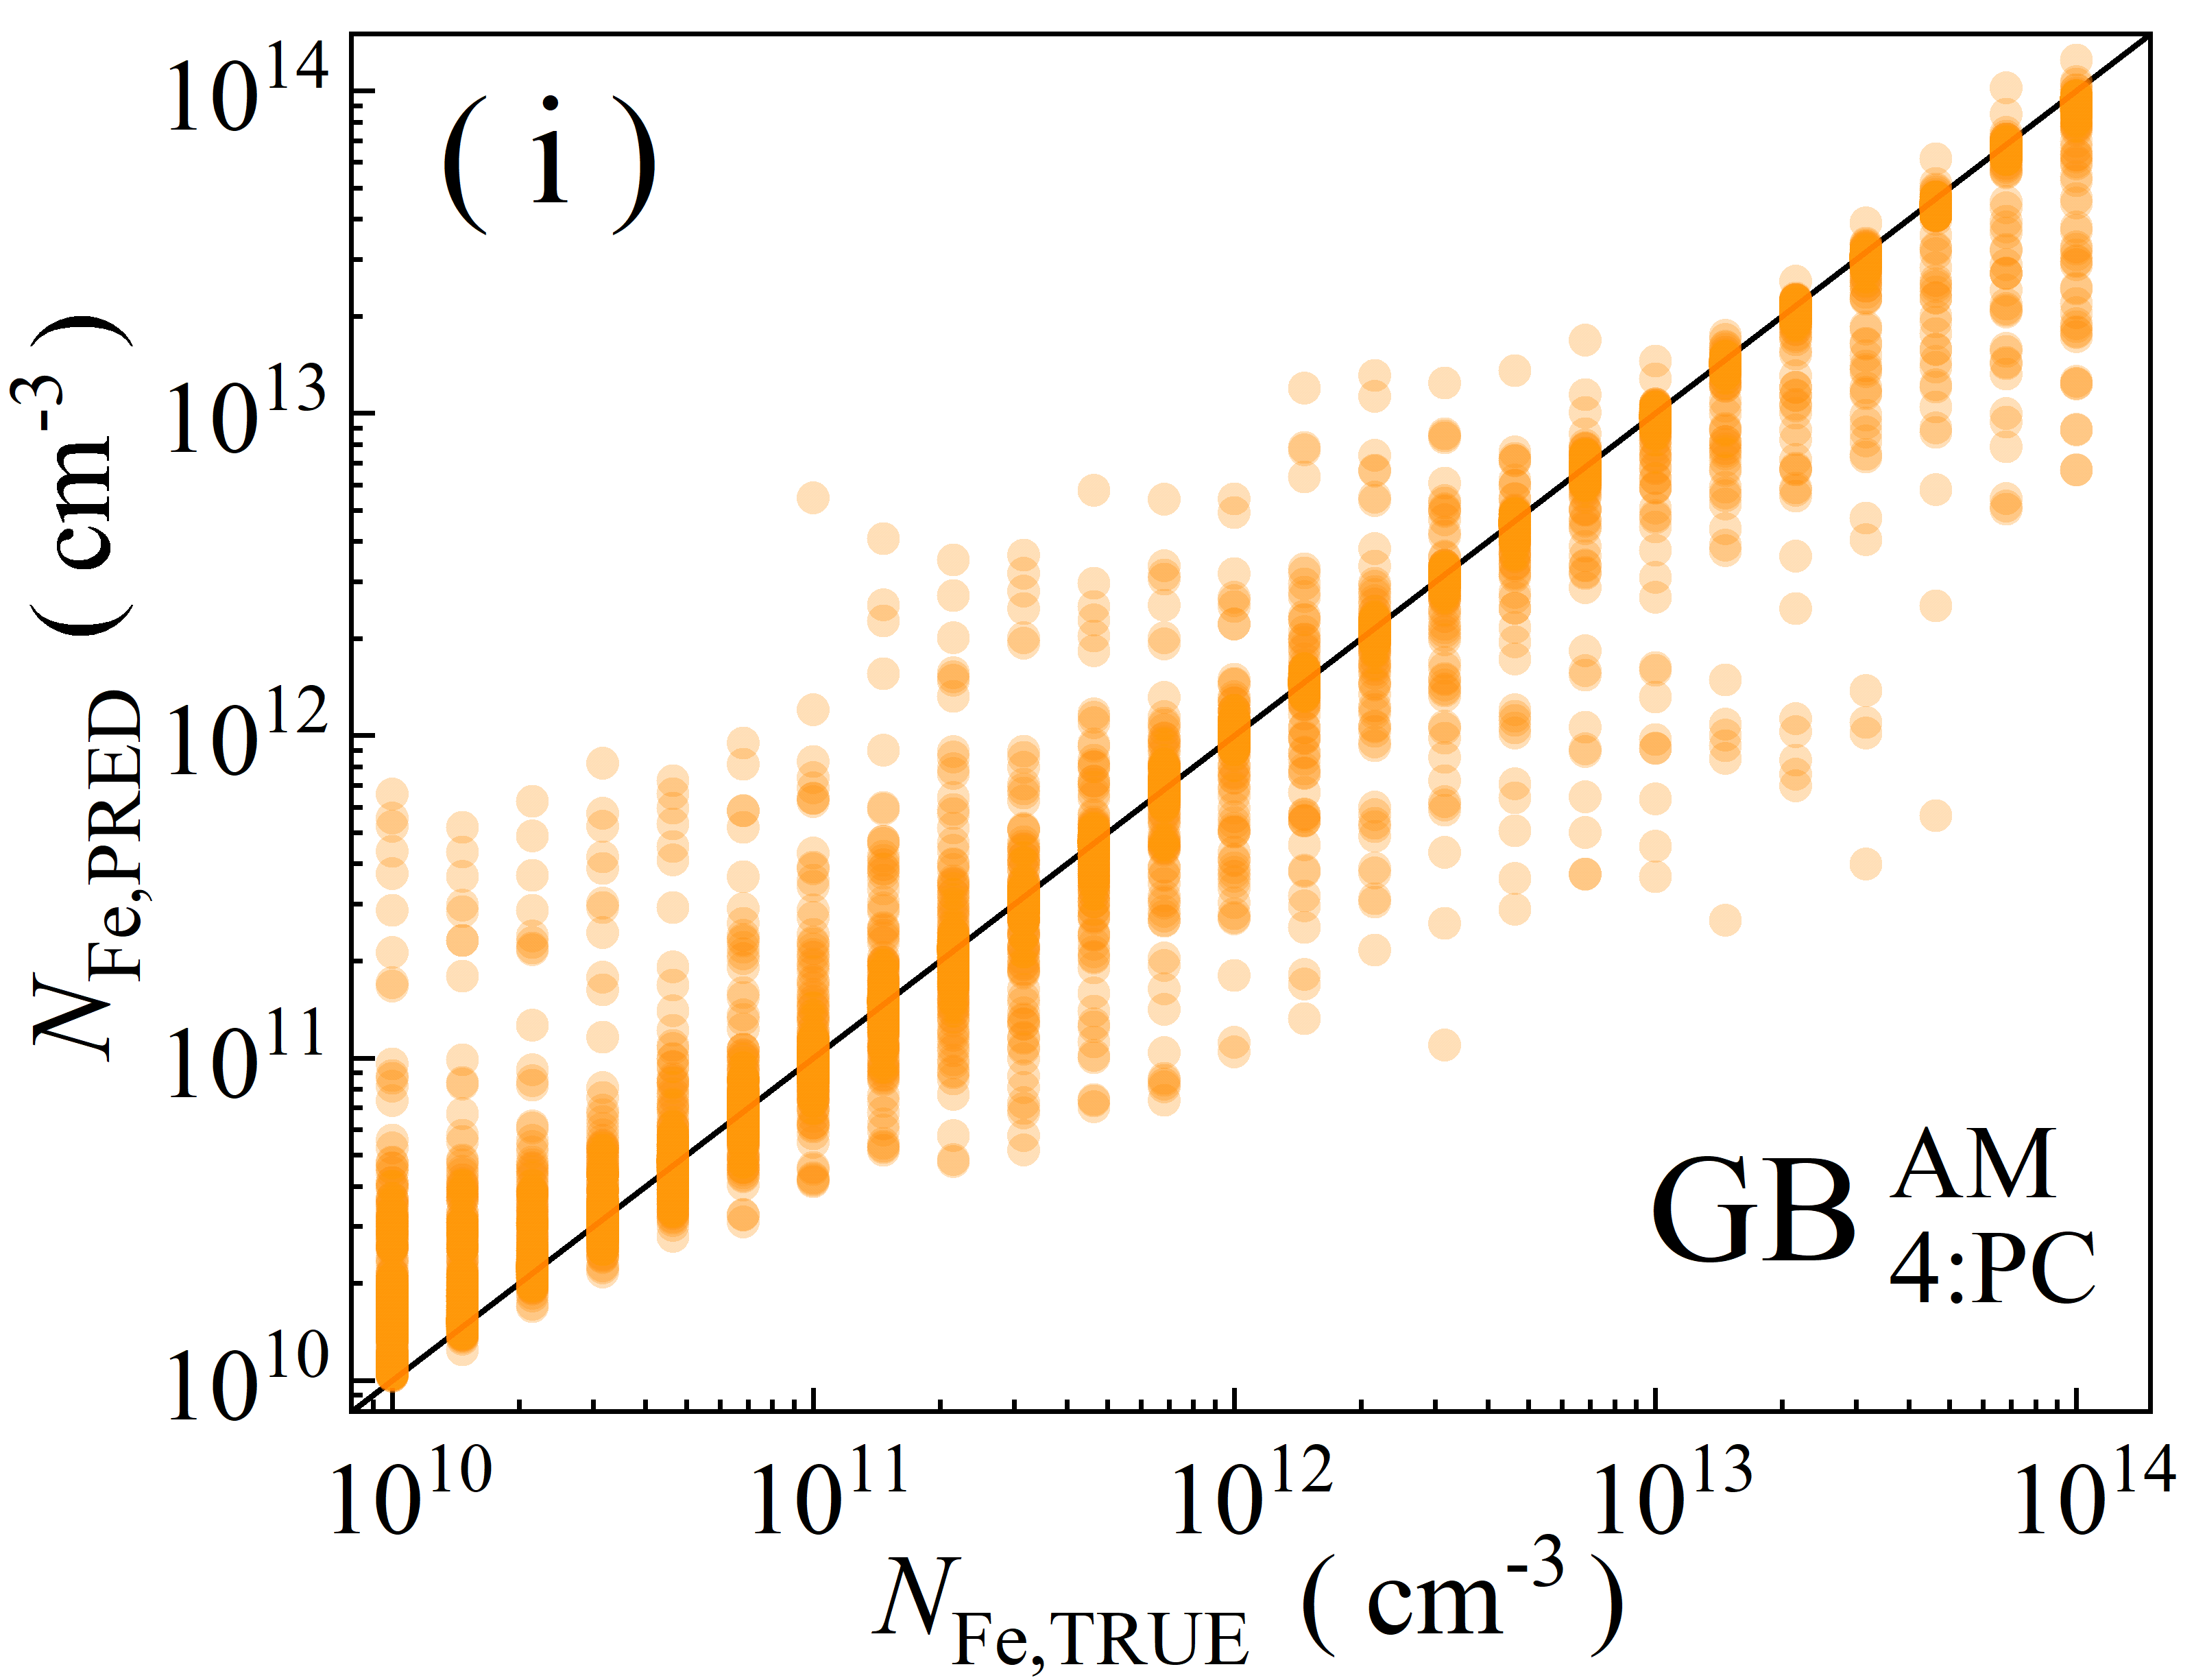 ( i )
10^14
10^13
10^12
10^11
10^10
N_Fe,PRED ( cm^-3 )
GB AM
4:PC
10^10 10^11 10^12 10^13 10^14
N_Fe,TRUE ( cm^-3 )